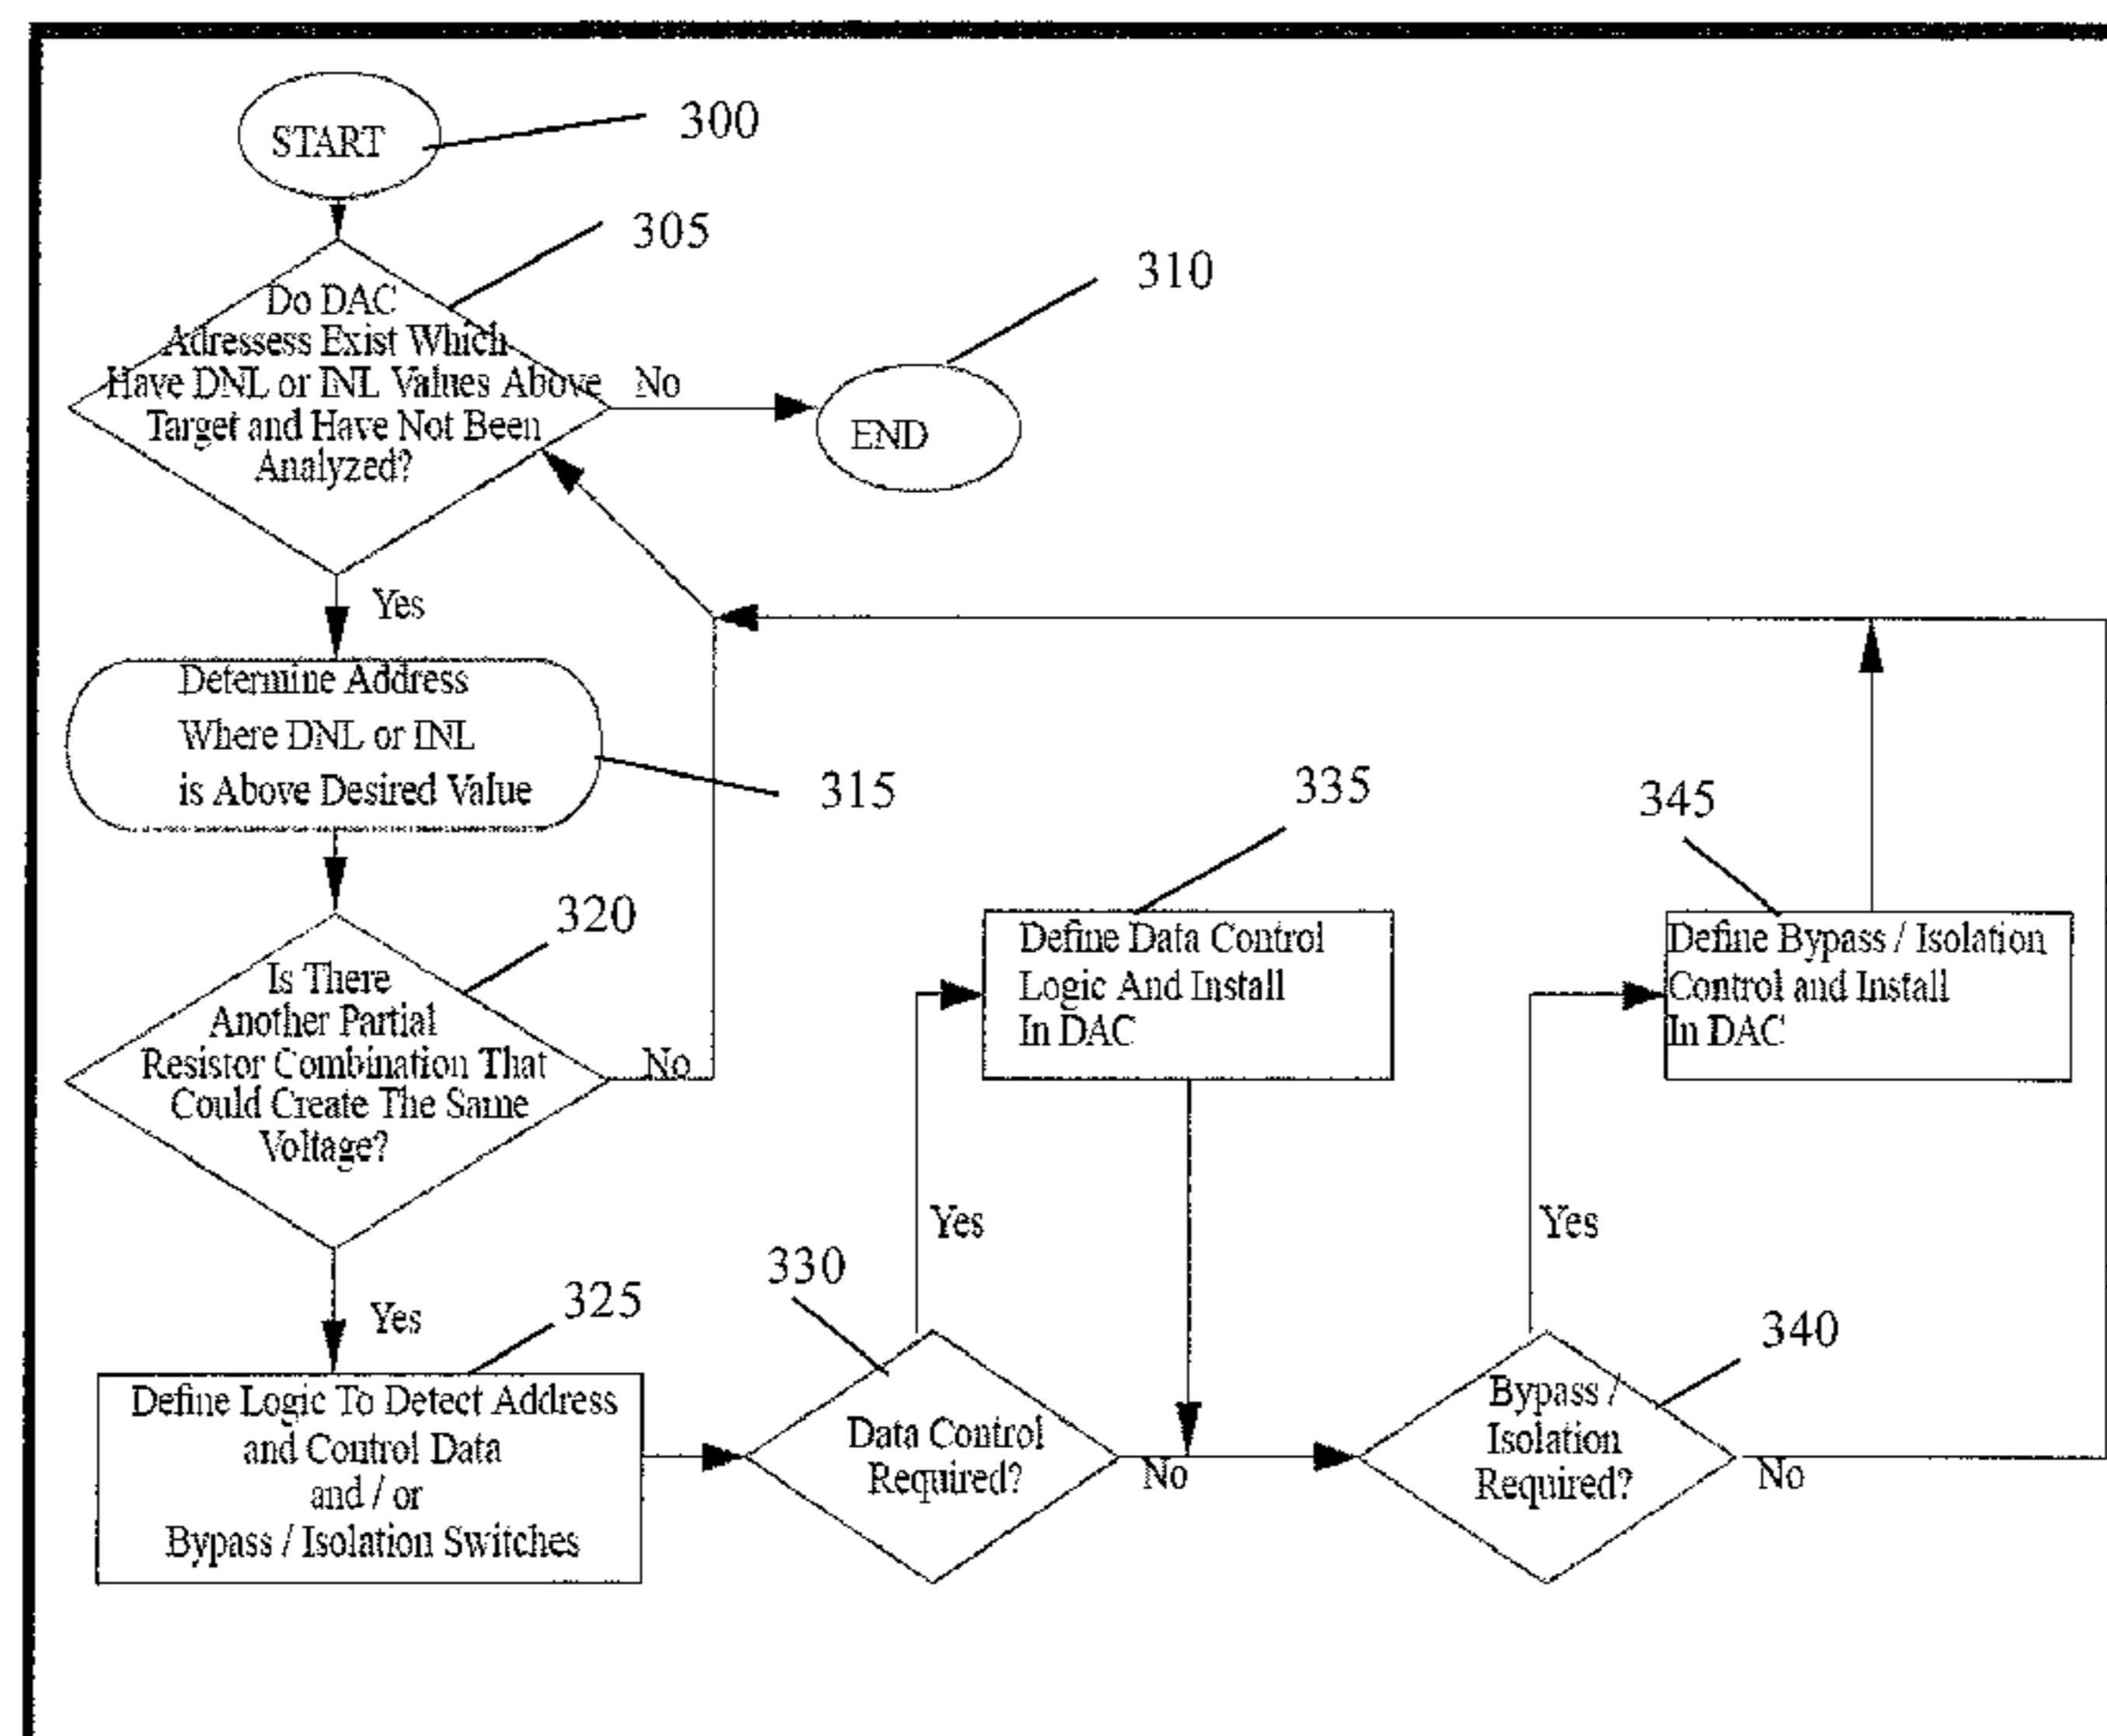 START
300
305
Do DAC
Adressess Exist Which
Have DNL or INL Values Above
Target and Have Not Been
Analyzed?
No
310
END
Yes
Determine Address
Where DNL or INL
is Above Desired Value
315
320
Is There
Another Partial
Resistor Combination That
Could Create The Same
Voltage?
No
Yes
325
Define Logic To Detect Address
and Control Data
and / or
Bypass / Isolation Switches
330
Data Control
Required?
Yes
No
335
Define Data Control
Logic And Install
In DAC
340
Bypass /
Isolation
Required?
Yes
No
345
Define Bypass / Isolation
Control and Install
In DAC